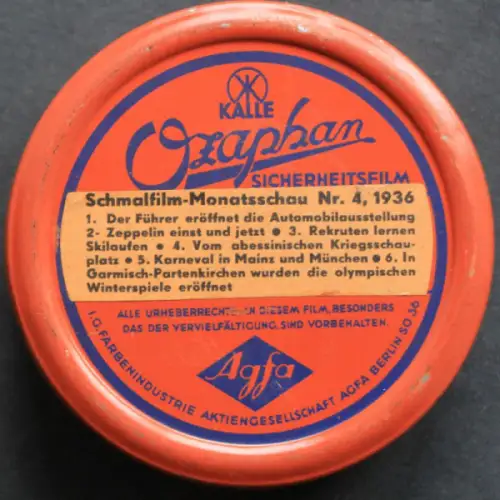 KALLE
Ozaphan
SICHERHEITSFILM
Schmalfilm-Monatsschau Nr. 4, 1936
1. Der Führer eröffnet die Automobilausstellung
2- Zeppelin einst und jetzt ● 3. Rekruten lernen
Skilaufen ● 4. Vom abessinischen Kriegsschau-
platz ● 5. Karneval in Mainz und München ● 6. In
Garmisch-Partenkirchen wurden die olympischen
Winterspiele eröffnet
ALLE URHEBERRECHTE AN DIESEM FILM, BESONDERS
DAS DER VERVIELFÄLTIGUNG, SIND VORBEHALTEN.
Agfa
I.G. FARBENINDUSTRIE AKTIENGESELLSCHAFT AGFA BERLIN SO 36